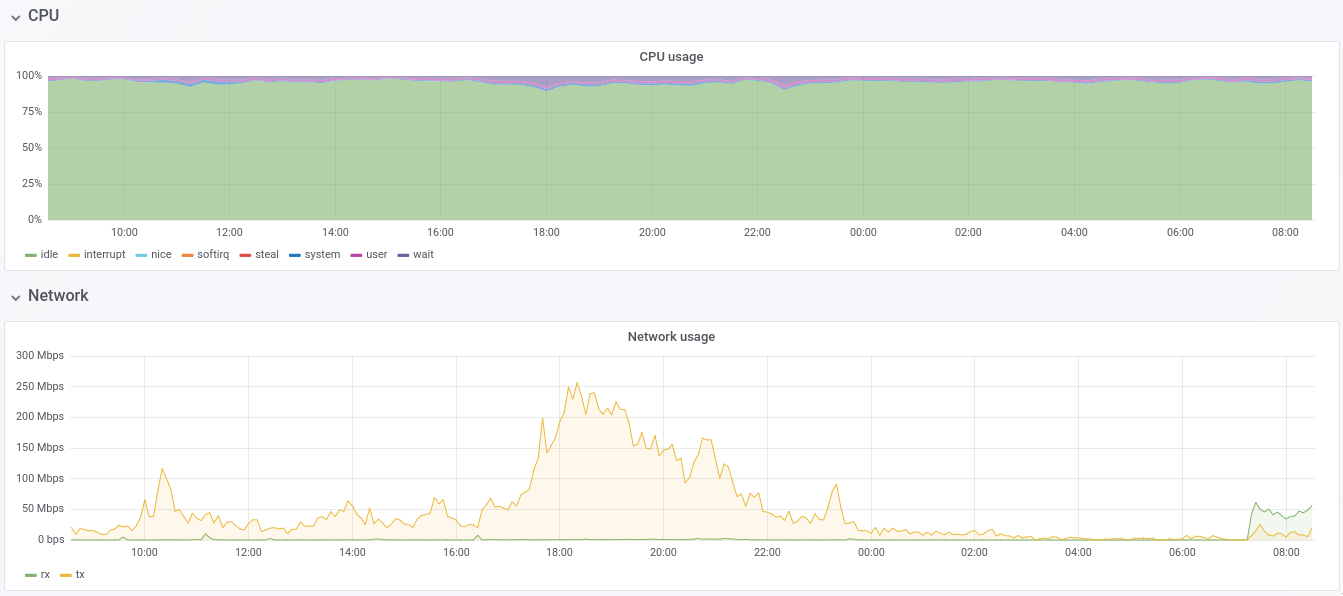 CPU
CPU usage
100%
75%
50%
25%
0%
10:00 12:00 14:00 16:00 18:00 20:00 22:00 00:00 02:00 04:00 06:00 08:00
idle interrupt nice softirq steal system user wait
Network
Network usage
300 Mbps
250 Mbps
200 Mbps
150 Mbps
100 Mbps
50 Mbps
0 bps
10:00 12:00 14:00 16:00 18:00 20:00 22:00 00:00 02:00 04:00 06:00 08:00
rx tx